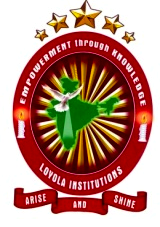 EMPOWERMENT through KNOWLEDGE
LOYOLA INSTITUTIONS
ARISE AND SHINE